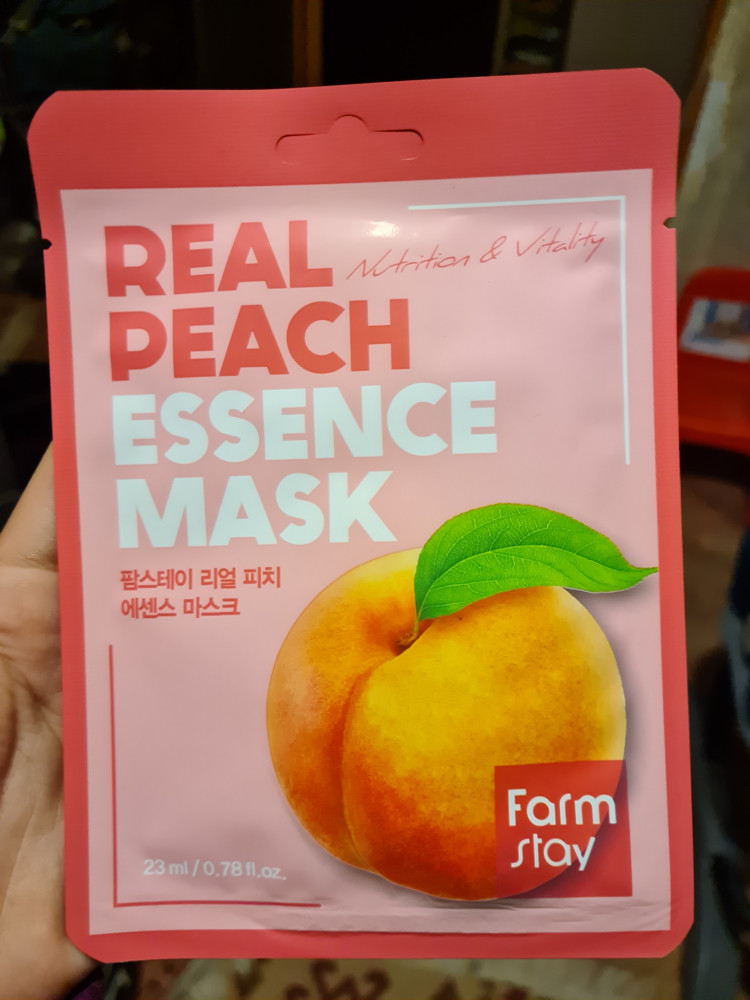 REAL
Nutrition & Vitality
PEACH
ESSENCE
MASK
팜스테이 리얼 피치
에센스 마스크
23 ml / 0.78 fl.oz.
Farm
stay